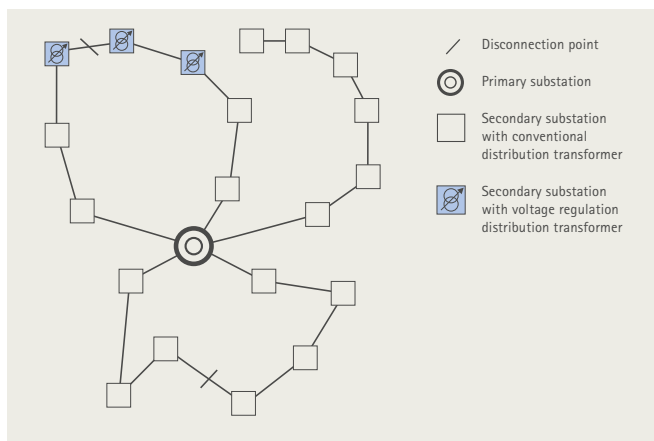 Disconnection point
Primary substation
Secondary substation
with conventional
distribution transformer
Secondary substation
with voltage regulation
distribution transformer